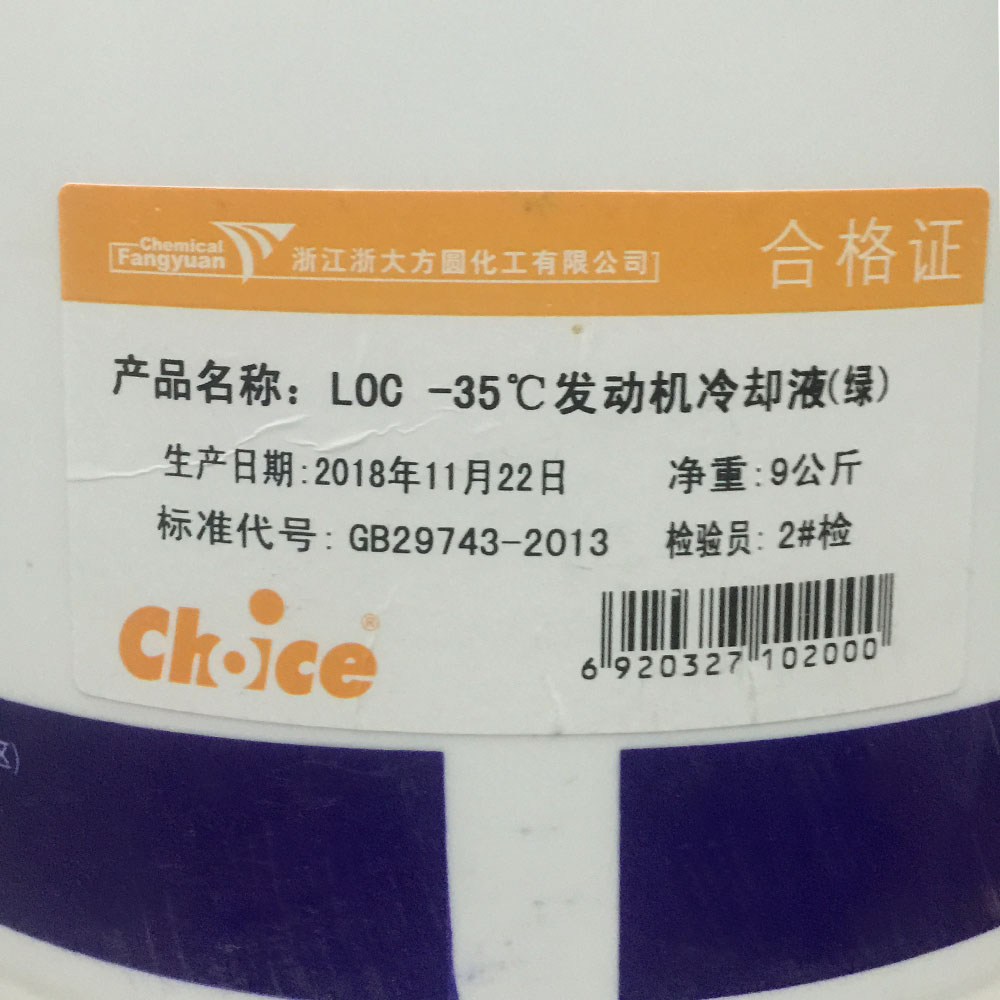 Chemical
Fangyuan
浙江浙大方圆化工有限公司
合格证
产品名称：LOC -35℃发动机冷却液(绿)
生产日期:2018年11月22日
净重:9公斤
标准代号:GB29743-2013
检验员:2#检
Choice®
6 920327 102000
区)